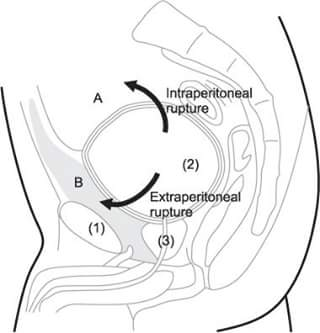 A
Intraperitoneal
rupture
(2)
B
Extraperitoneal
rupture
(1)
(3)